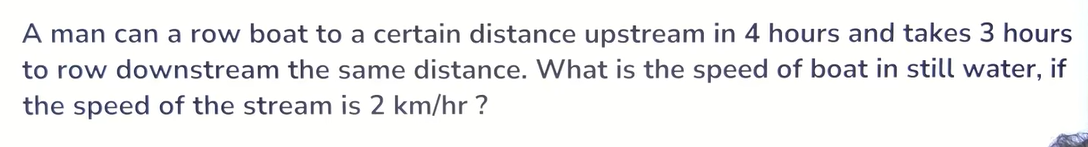 A man can a row boat to a certain distance upstream in 4 hours and takes 3 hours
to row downstream the same distance. What is the speed of boat in still water, if
the speed of the stream is 2 km/hr ?